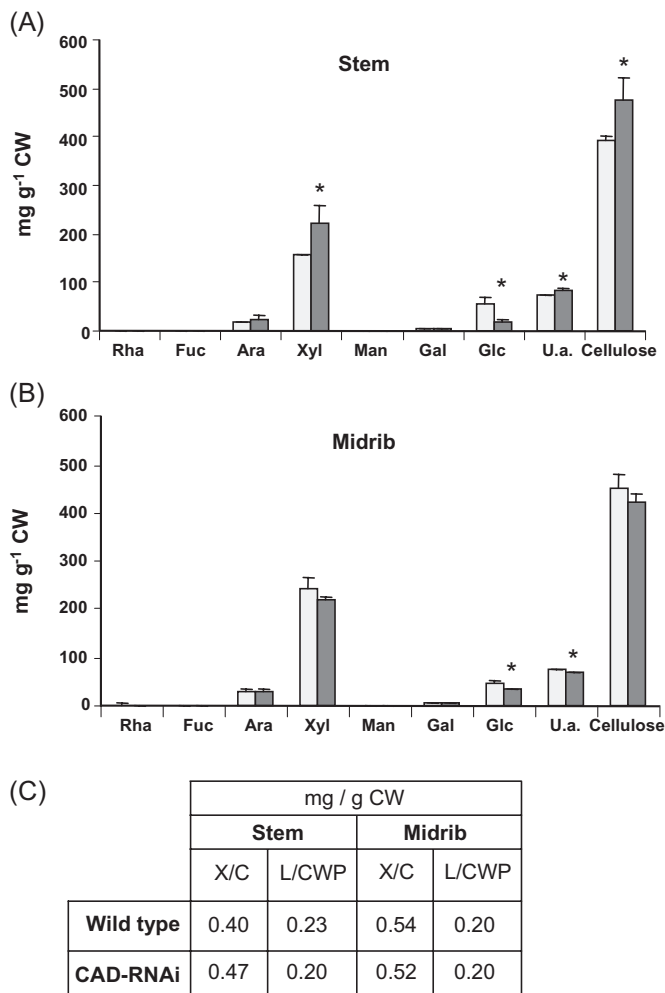 (A)
600
Stem
*
500
400
mg g⁻¹ CW
300
*
200
*
100
*
0
Rha Fuc Ara Xyl Man Gal Glc U.a. Cellulose
(B)
600
Midrib
500
400
mg g⁻¹ CW
300
200
100
* *
0
Rha Fuc Ara Xyl Man Gal Glc U.a. Cellulose
(C)
mg / g CW
Stem Midrib
X/C L/CWP X/C L/CWP
Wild type 0.40 0.23 0.54 0.20
CAD-RNAi 0.47 0.20 0.52 0.20